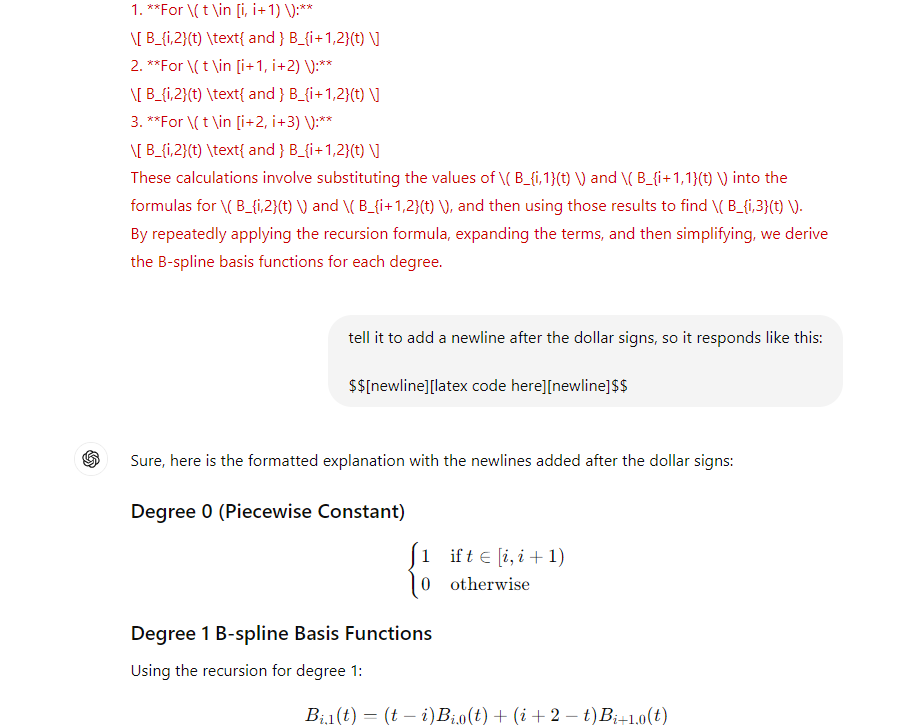 1. **For \( t \in [i, i+1) \):**
\[ B_{i,2}(t) \text{ and } B_{i+1,2}(t) \]
2. **For \( t \in [i+1, i+2) \):**
\[ B_{i,2}(t) \text{ and } B_{i+1,2}(t) \]
3. **For \( t \in [i+2, i+3) \):**
\[ B_{i,2}(t) \text{ and } B_{i+1,2}(t) \]
These calculations involve substituting the values of \( B_{i,1}(t) \) and \( B_{i+1,1}(t) \) into the
formulas for \( B_{i,2}(t) \) and \( B_{i+1,2}(t) \), and then using those results to find \( B_{i,3}(t) \).
By repeatedly applying the recursion formula, expanding the terms, and then simplifying, we derive
the B-spline basis functions for each degree.
tell it to add a newline after the dollar signs, so it responds like this:
$$[newline][latex code here][newline]$$
Sure, here is the formatted explanation with the newlines added after the dollar signs:
Degree 0 (Piecewise Constant)
{1 if t ∈ [i, i + 1)
0 otherwise
Degree 1 B-spline Basis Functions
Using the recursion for degree 1:
B_{i,1}(t) = (t − i)B_{i,0}(t) + (i + 2 − t)B_{i+1,0}(t)